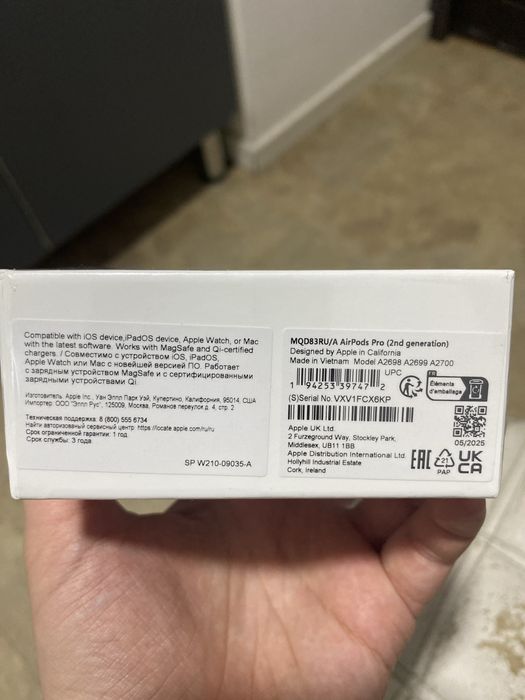 Compatible with iOS device,iPadOS device, Apple Watch, or Mac
with the latest software. Works with MagSafe and Qi-certified
chargers. / Совместимо с устройством iOS, iPadOS,
Apple Watch или Mac с новейшей версией ПО. Работает
с зарядным устройством MagSafe и с сертифицированными
зарядными устройствами Qi.
Изготовитель: Apple Inc., Уан Эппл Парк Уэй, Купертино, Калифорния, 95014, США
Импортер: ООО "Эппл Рус", 125009, Москва, Романов переулок д. 4, стр. 2
Техническая поддержка: 8 (800) 555 6734
Найти авторизованный сервисный центр: https://locate.apple.com/ru/ru
Срок ограниченной гарантии: 1 год
Срок службы: 3 года
SP W210-09035-A
MQD83RU/A AirPods Pro (2nd generation)
Designed by Apple in California
Made in Vietnam Model A2698 A2699 A2700
UPC
1 94253 39747 2
FR
Éléments
d'emballage
(S)Serial No. VXV1FCX6KP
05/2025
Apple UK Ltd.
2 Furzeground Way, Stockley Park,
Middlesex, UB11 1BB
Apple Distribution International Ltd.
Hollyhill Industrial Estate
Cork, Ireland
EAC
21
PAP
UK
CA